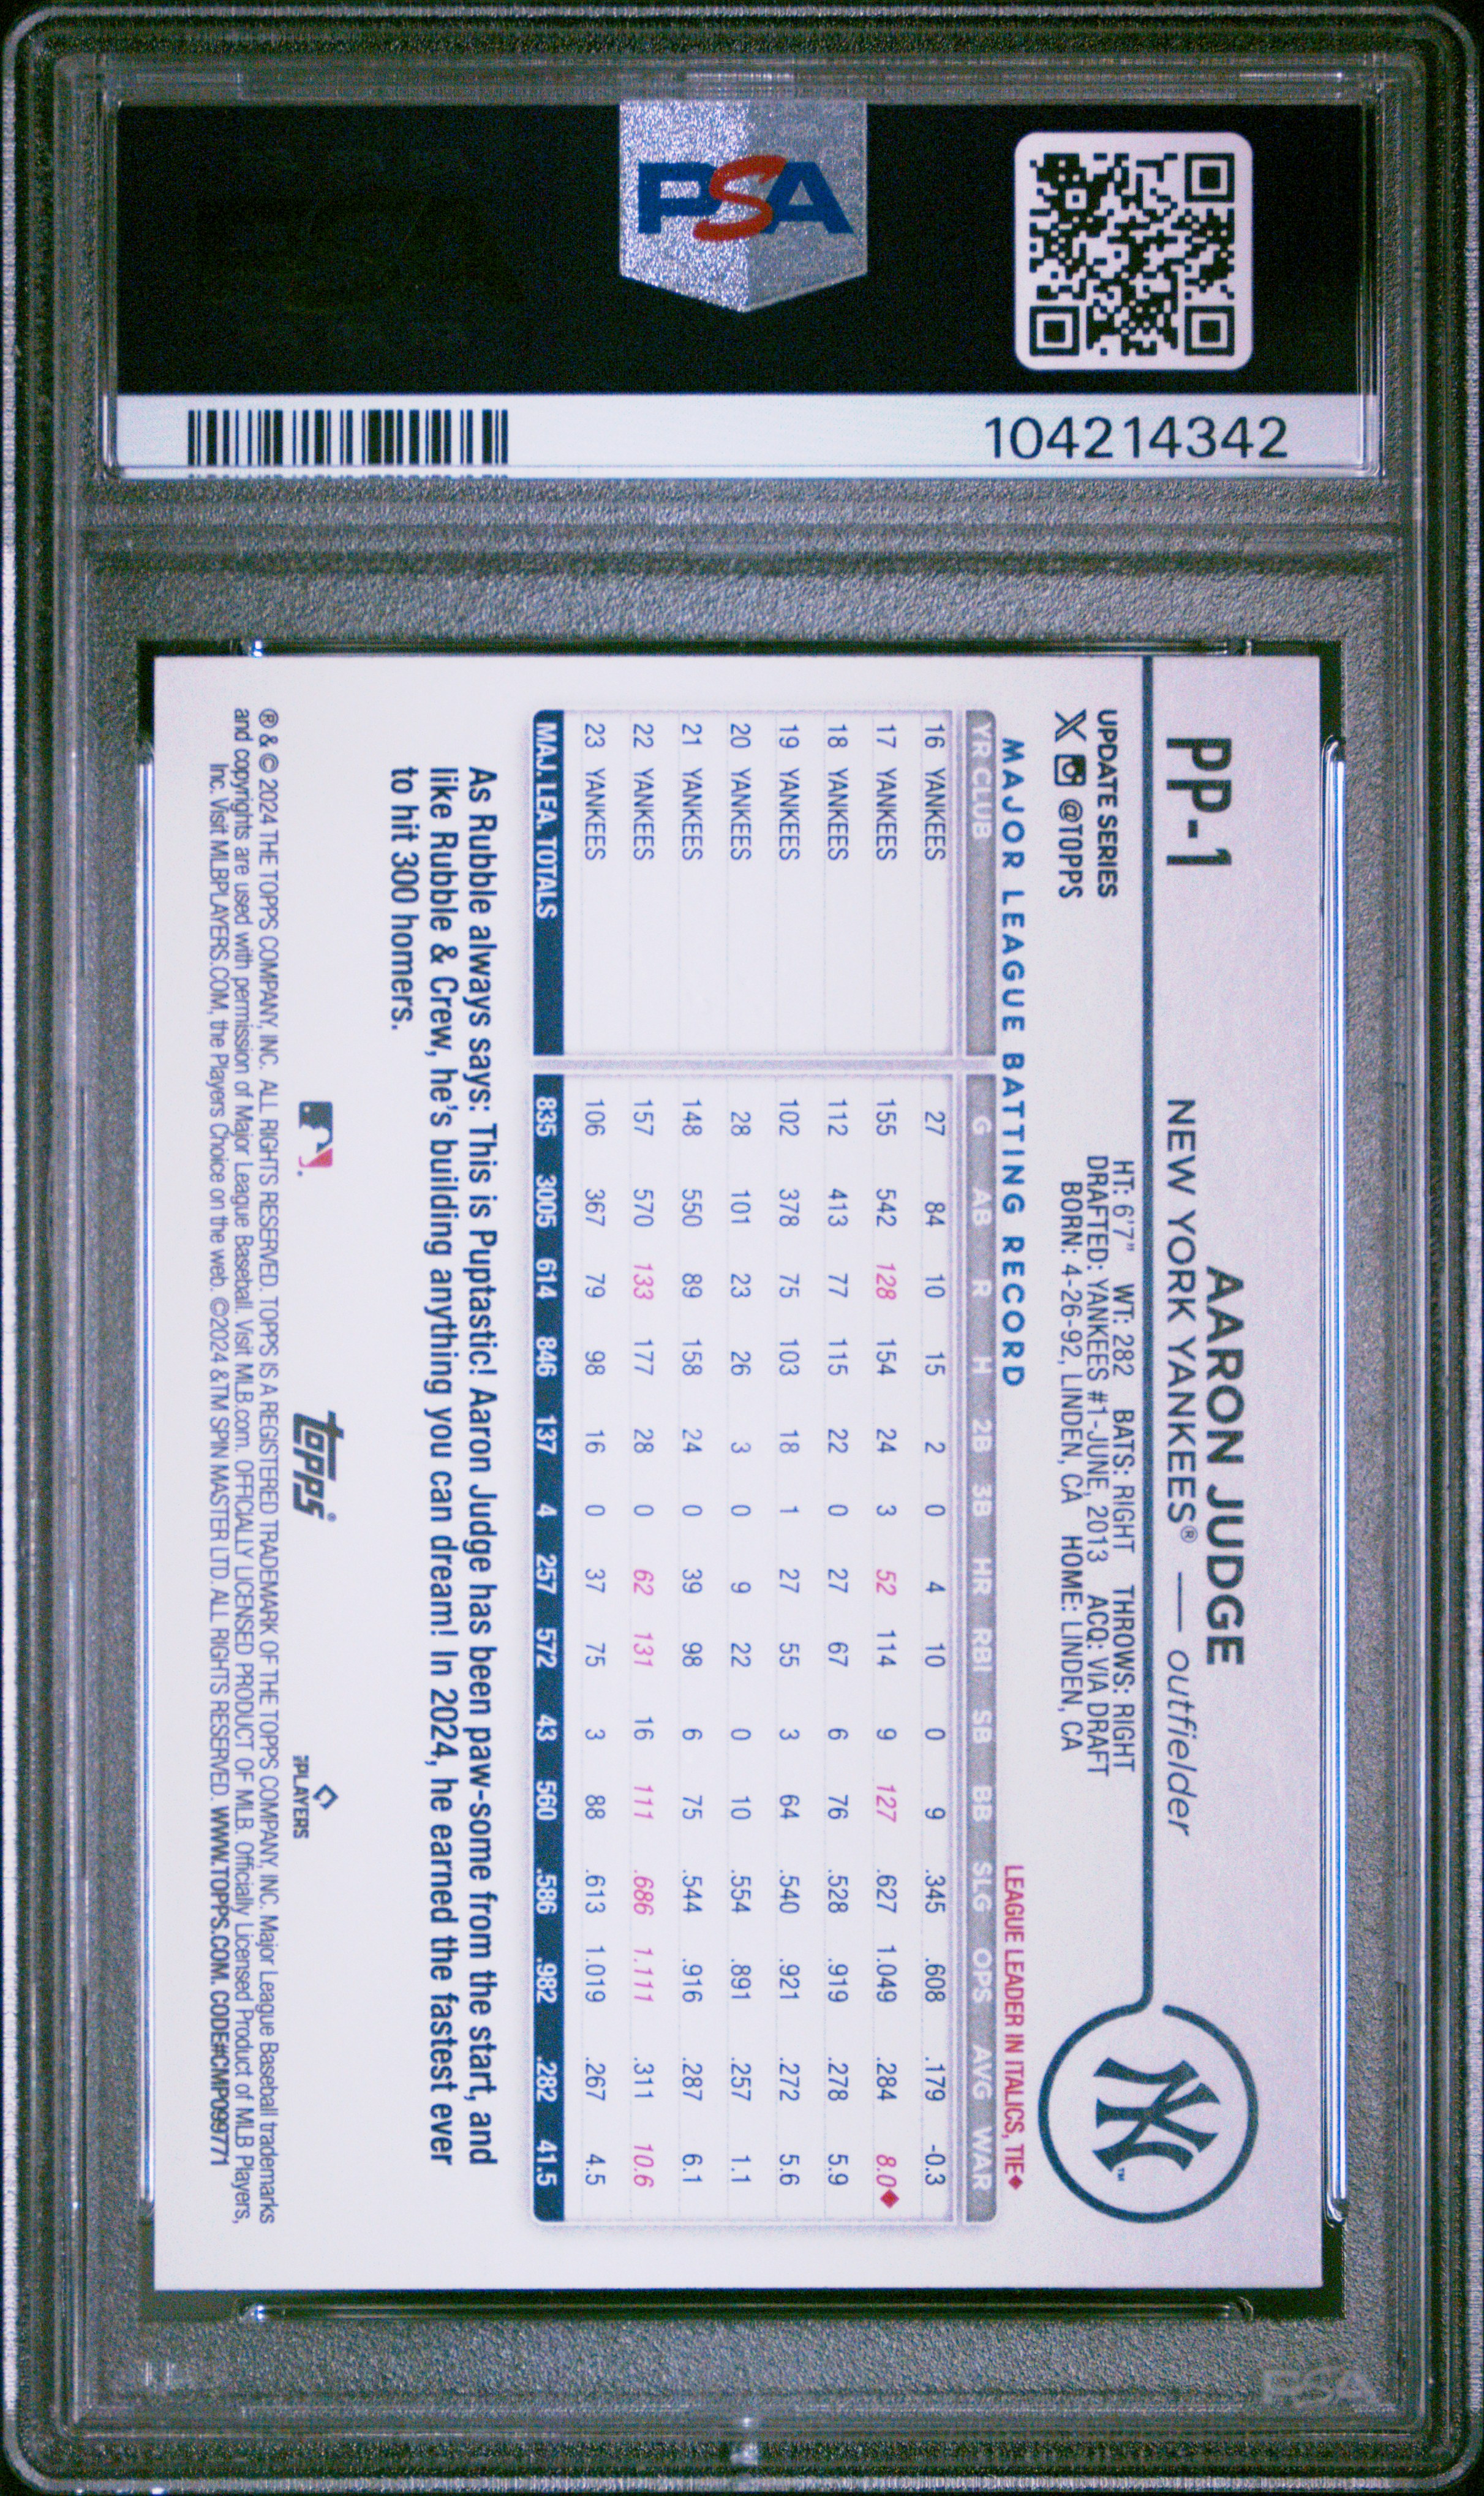 PSA
104214342
PP-1
AARON JUDGE
NEW YORK YANKEES® — outfielder
UPDATE SERIES
X @TOPPS
HT: 6'7" WT: 282 BATS: RIGHT THROWS: RIGHT
DRAFTED: YANKEES #1-JUNE, 2013 ACQ: VIA DRAFT
BORN: 4-26-92, LINDEN, CA HOME: LINDEN, CA
NY™
MAJOR LEAGUE BATTING RECORD LEAGUE LEADER IN ITALICS, TIE♦
YR CLUB G AB R H 2B 3B HR RBI SB BB SLG OPS AVG WAR
16 YANKEES 27 84 10 15 2 0 4 10 0 9 .345 .608 .179 -0.3
17 YANKEES 155 542 128 154 24 3 52 114 9 127 .627 1.049 .284 8.0♦
18 YANKEES 112 413 77 115 22 0 27 67 6 76 .528 .919 .278 5.9
19 YANKEES 102 378 75 103 18 1 27 55 3 64 .540 .921 .272 5.6
20 YANKEES 28 101 23 26 3 0 9 22 0 10 .554 .891 .257 1.1
21 YANKEES 148 550 89 158 24 0 39 98 6 75 .544 .916 .287 6.1
22 YANKEES 157 570 133 177 28 0 62 131 16 111 .686 1.111 .311 10.6
23 YANKEES 106 367 79 98 16 0 37 75 3 88 .613 1.019 .267 4.5
MAJ. LEA. TOTALS 835 3005 614 846 137 4 257 572 43 560 .586 .982 .282 41.5
As Rubble always says: This is Puptastic! Aaron Judge has been paw-some from the start, and
like Rubble & Crew, he's building anything you can dream! In 2024, he earned the fastest ever
to hit 300 homers.
topps®
PLAYERS
® & © 2024 THE TOPPS COMPANY, INC. ALL RIGHTS RESERVED. TOPPS IS A REGISTERED TRADEMARK OF THE TOPPS COMPANY, INC. Major League Baseball trademarks
and copyrights are used with permission of Major League Baseball. Visit MLB.com. OFFICIALLY LICENSED PRODUCT OF MLB. Officially Licensed Product of MLB Players,
Inc. Visit MLBPLAYERS.COM, the Players Choice on the web. ©2024 &TM SPIN MASTER LTD. ALL RIGHTS RESERVED. WWW.TOPPS.COM. CODE#CMP099771
PSA